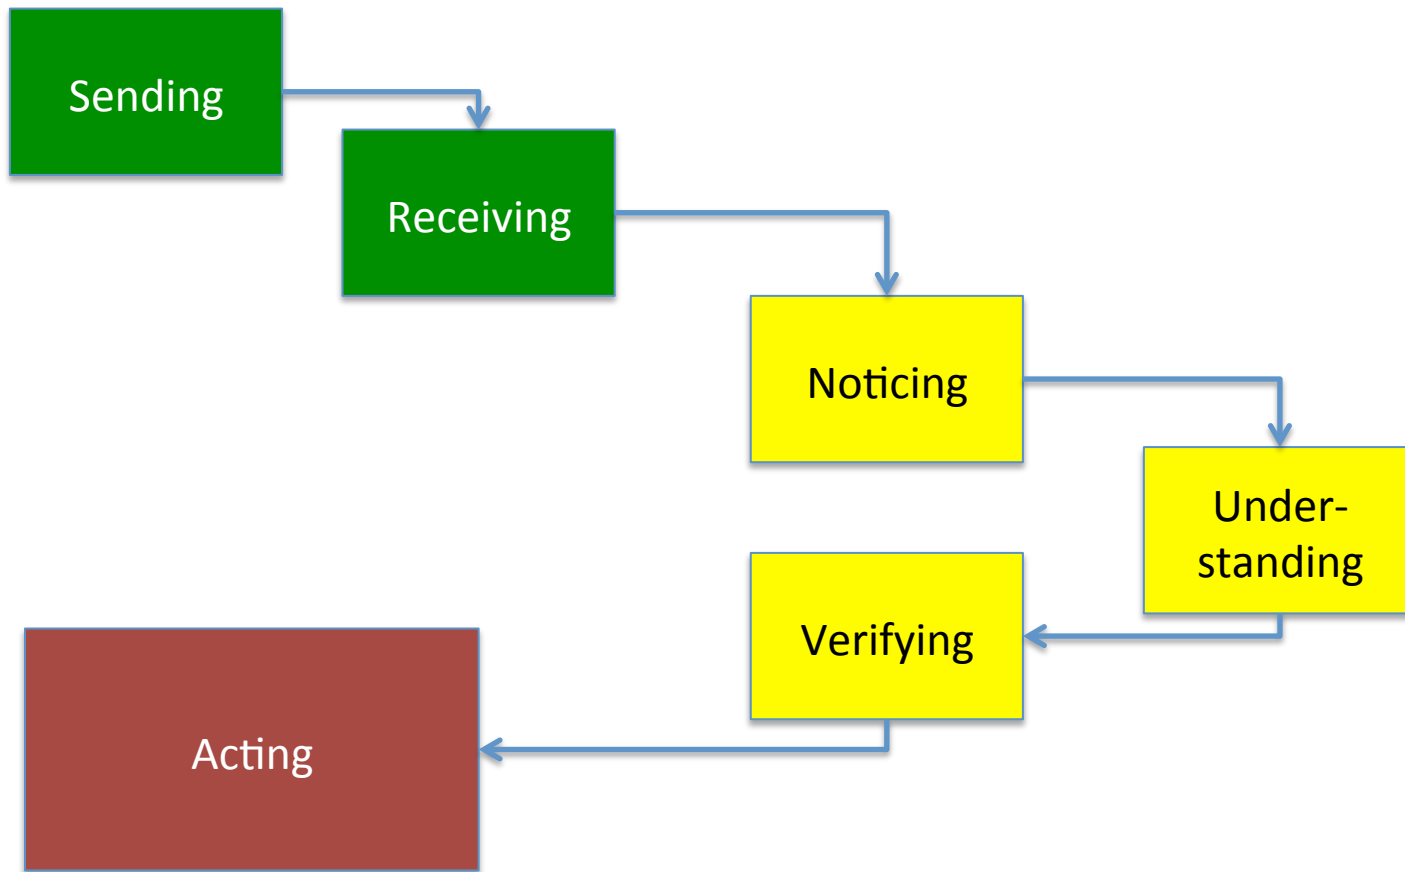 Sending
Receiving
Noticing
Under-
standing
Verifying
Acting